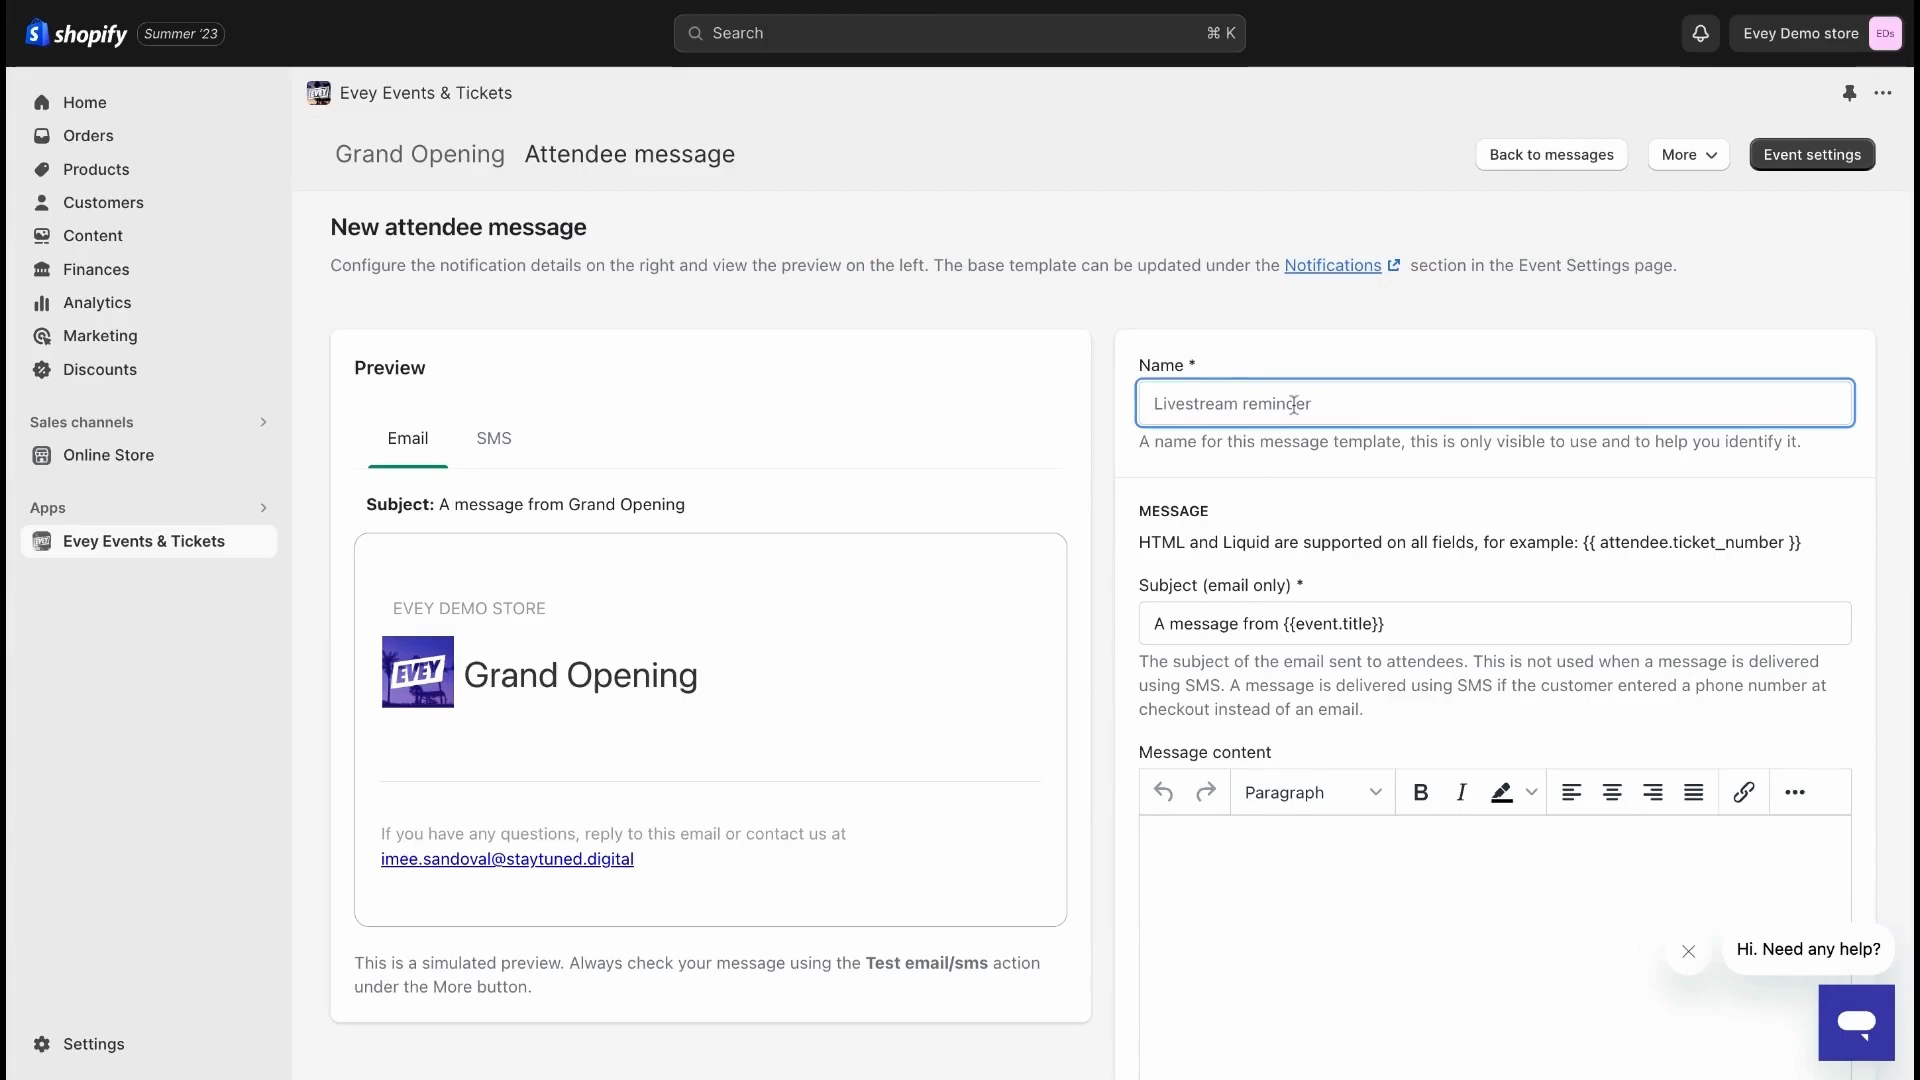 shopify Summer '23
Search ⌘ K
Evey Demo store EDs
Home
Orders
Products
Customers
Content
Finances
Analytics
Marketing
Discounts
Sales channels
Online Store
Apps
Evey Events & Tickets
Settings
EVEY Evey Events & Tickets
Grand Opening Attendee message
Back to messages
More
Event settings
New attendee message
Configure the notification details on the right and view the preview on the left. The base template can be updated under the Notifications section in the Event Settings page.
Preview
Email SMS
Subject: A message from Grand Opening
EVEY DEMO STORE
EVEY Grand Opening
If you have any questions, reply to this email or contact us at
imee.sandoval@staytuned.digital
This is a simulated preview. Always check your message using the Test email/sms action
under the More button.
Name *
Livestream reminder
A name for this message template, this is only visible to use and to help you identify it.
MESSAGE
HTML and Liquid are supported on all fields, for example: {{ attendee.ticket_number }}
Subject (email only) *
A message from {{event.title}}
The subject of the email sent to attendees. This is not used when a message is delivered
using SMS. A message is delivered using SMS if the customer entered a phone number at
checkout instead of an email.
Message content
Paragraph B I
Hi. Need any help?